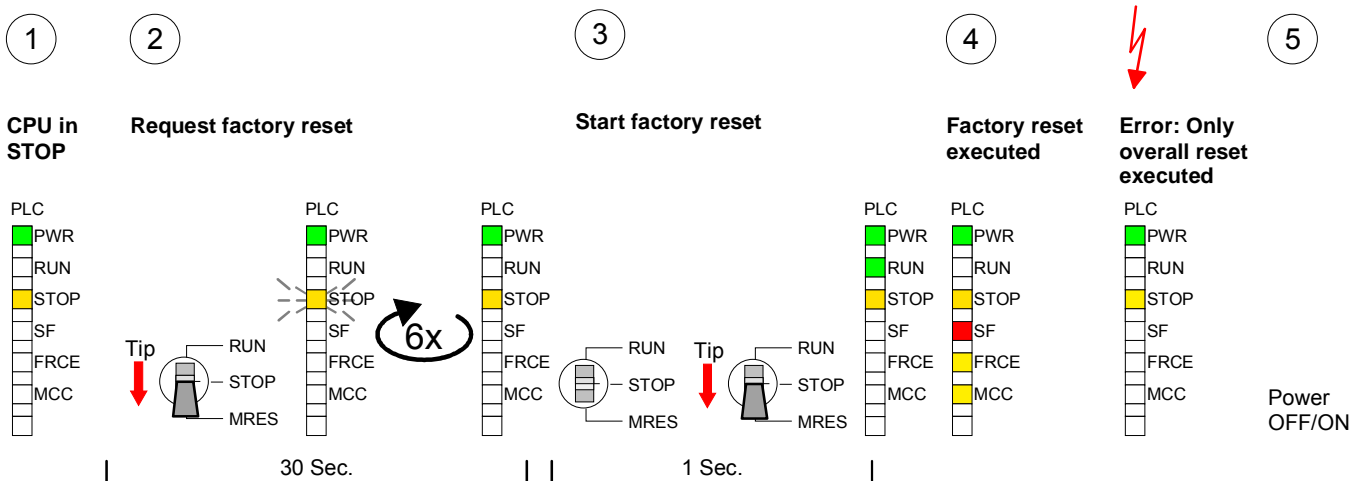 1
2
3
4
5
CPU in
STOP
Request factory reset
Start factory reset
Factory reset
executed
Error: Only
overall reset
executed
PLC
PWR
RUN
STOP
SF
FRCE
MCC
Tip
RUN
STOP
MRES
PLC
PWR
RUN
STOP
SF
FRCE
MCC
6x
PLC
PWR
RUN
STOP
SF
FRCE
MCC
RUN
STOP
MRES
Tip
RUN
STOP
MRES
PLC
PWR
RUN
STOP
SF
FRCE
MCC
PLC
PWR
RUN
STOP
SF
FRCE
MCC
PLC
PWR
RUN
STOP
SF
FRCE
MCC
Power
OFF/ON
30 Sec.
1 Sec.